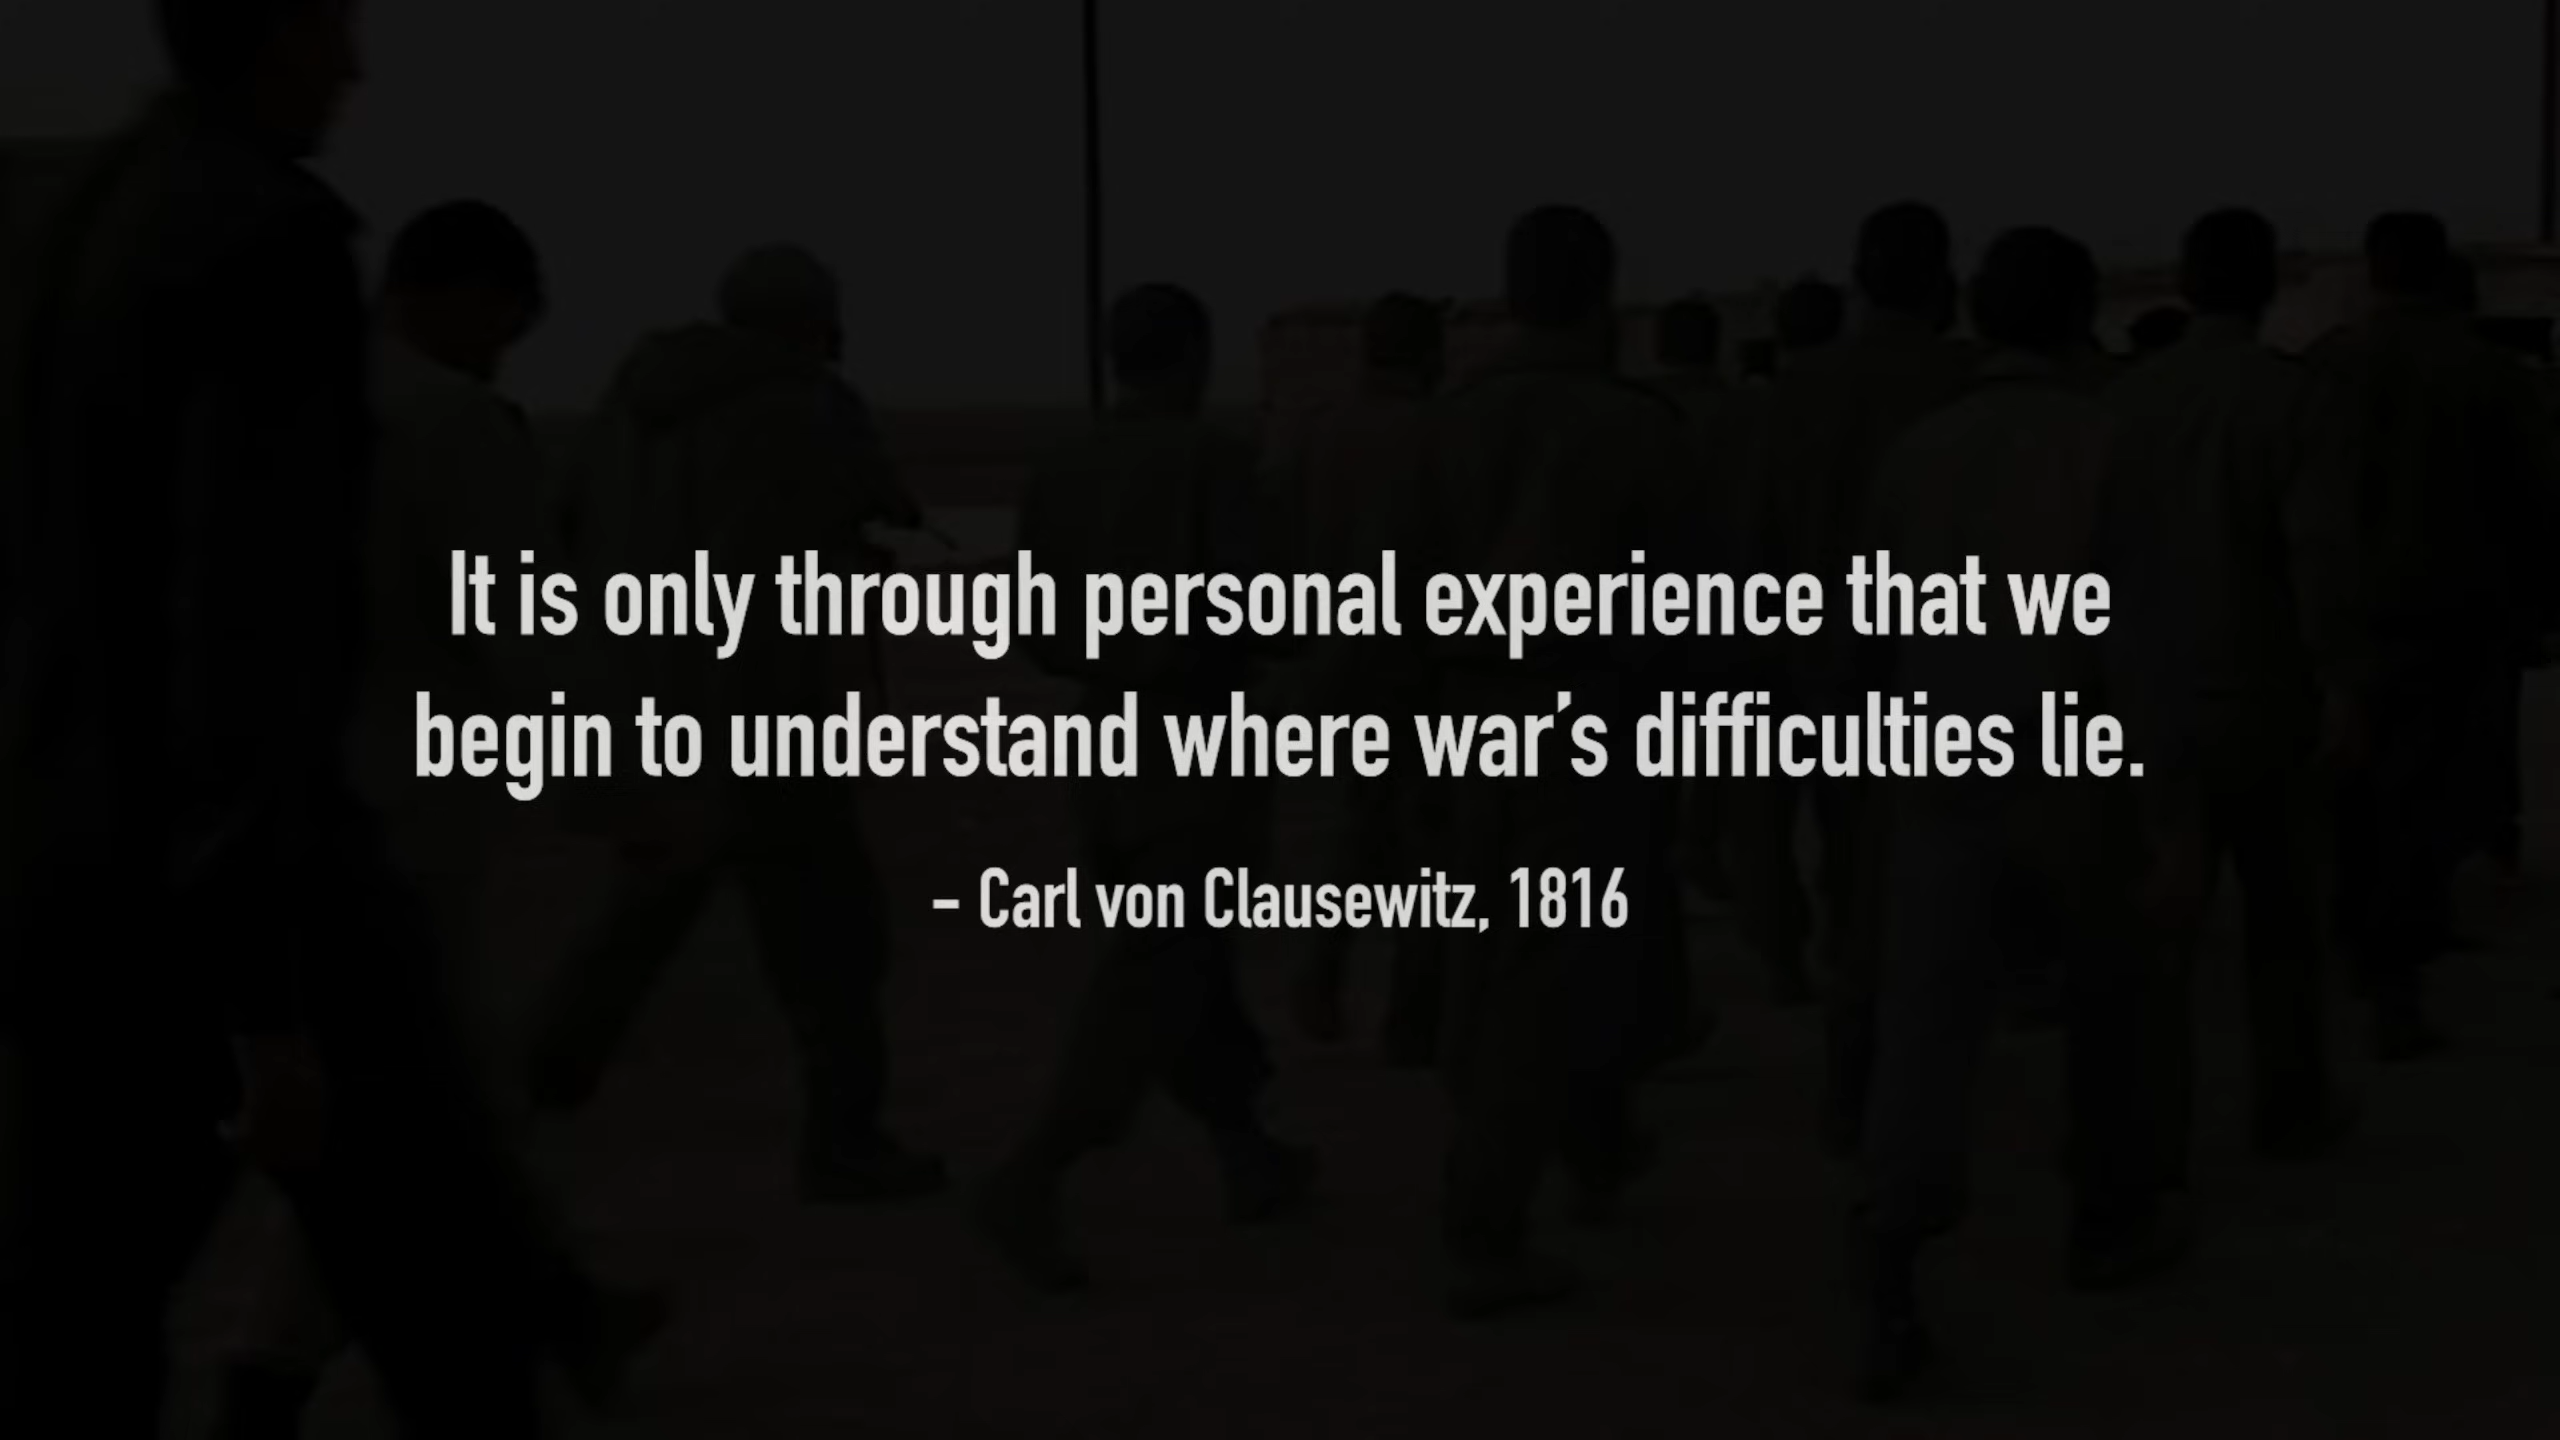 It is only through personal experience that we
begin to understand where war’s difficulties lie.
– Carl von Clausewitz, 1816